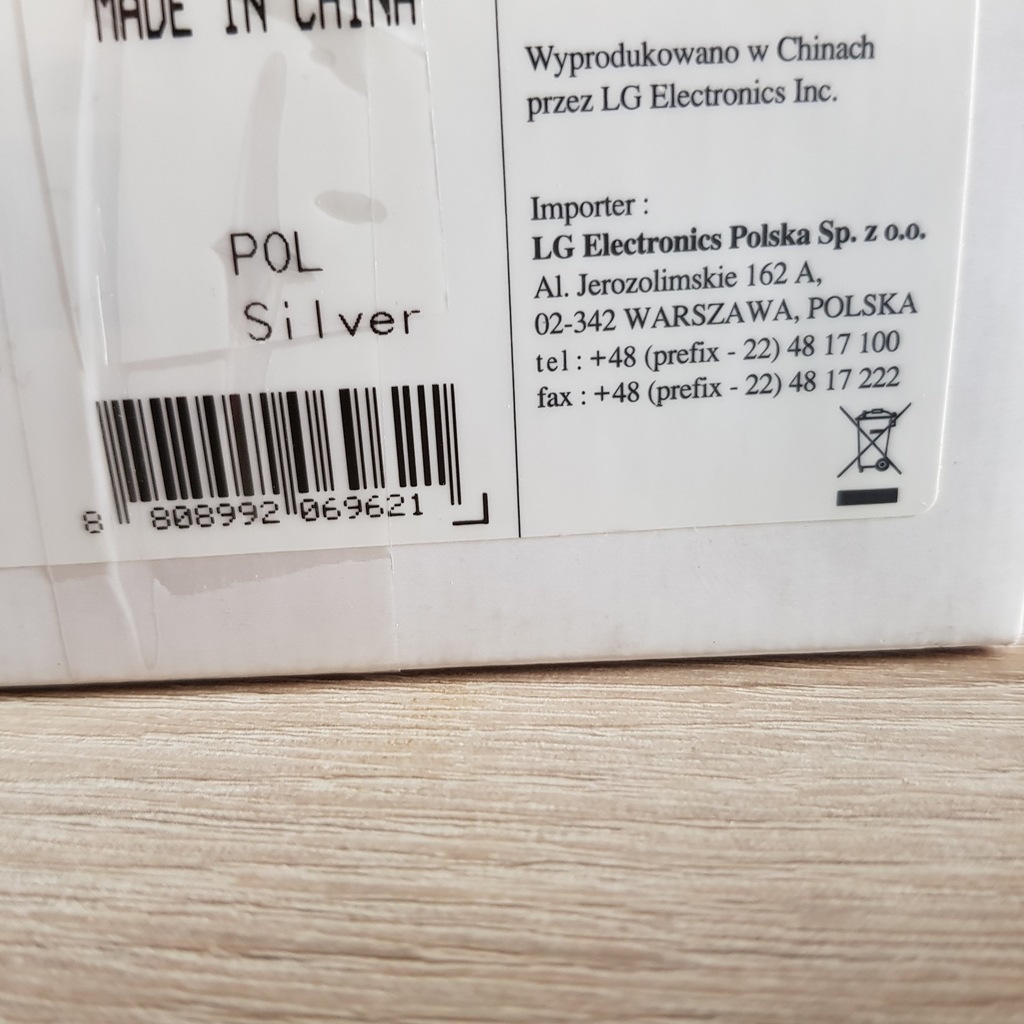 MADE IN CHINA
POL
Silver
8 808992 069621
Wyprodukowano w Chinach
przez LG Electronics Inc.
Importer :
LG Electronics Polska Sp. z o.o.
Al. Jerozolimskie 162 A,
02-342 WARSZAWA, POLSKA
tel : +48 (prefix - 22) 48 17 100
fax : +48 (prefix - 22) 48 17 222